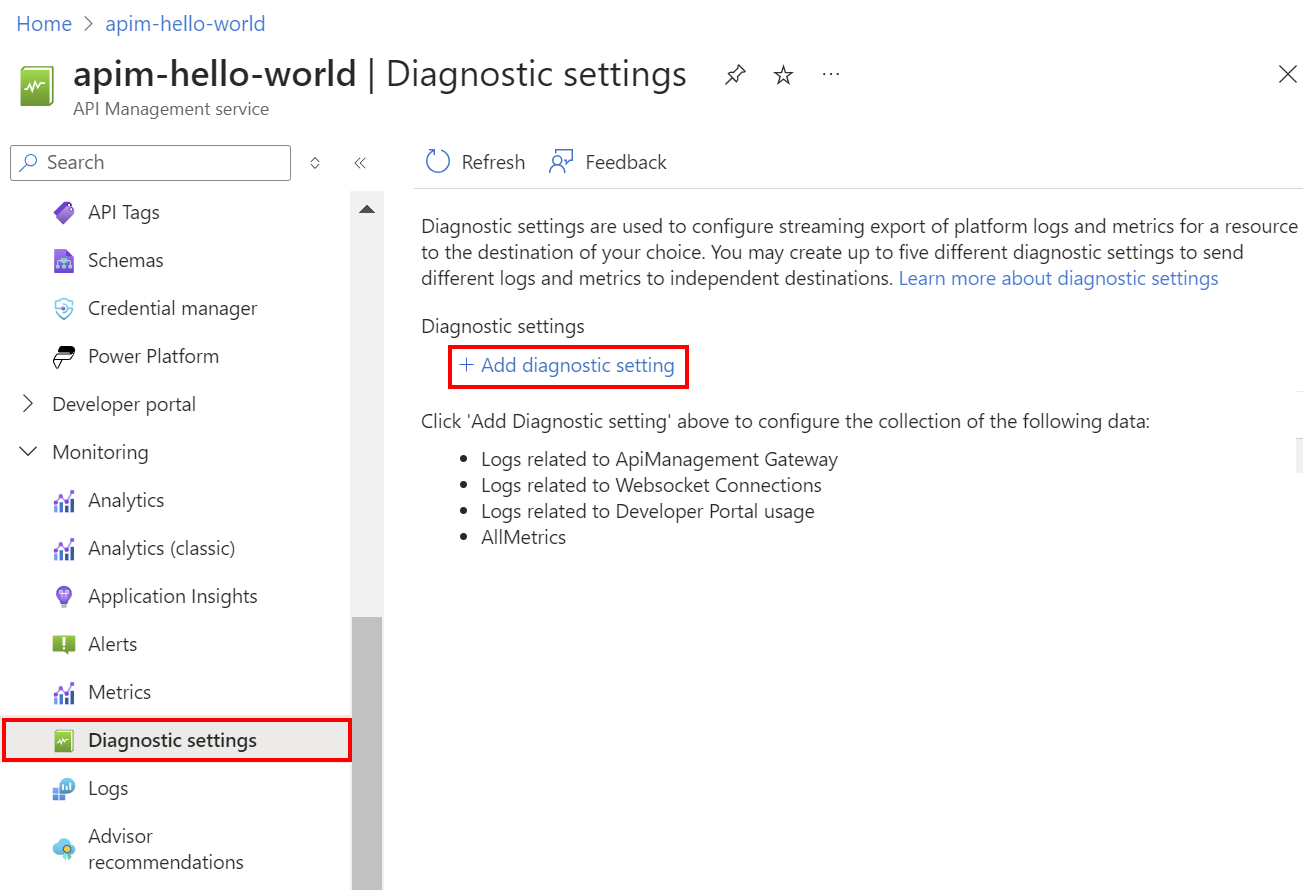 Home > apim-hello-world
apim-hello-world | Diagnostic settings
API Management service
Search
API Tags
Schemas
Credential manager
Power Platform
Developer portal
Monitoring
Analytics
Analytics (classic)
Application Insights
Alerts
Metrics
Diagnostic settings
Logs
Advisor
recommendations
Refresh
Feedback
Diagnostic settings are used to configure streaming export of platform logs and metrics for a resource
to the destination of your choice. You may create up to five different diagnostic settings to send
different logs and metrics to independent destinations. Learn more about diagnostic settings
Diagnostic settings
+ Add diagnostic setting
Click 'Add Diagnostic setting' above to configure the collection of the following data:
• Logs related to ApiManagement Gateway
• Logs related to Websocket Connections
• Logs related to Developer Portal usage
• AllMetrics